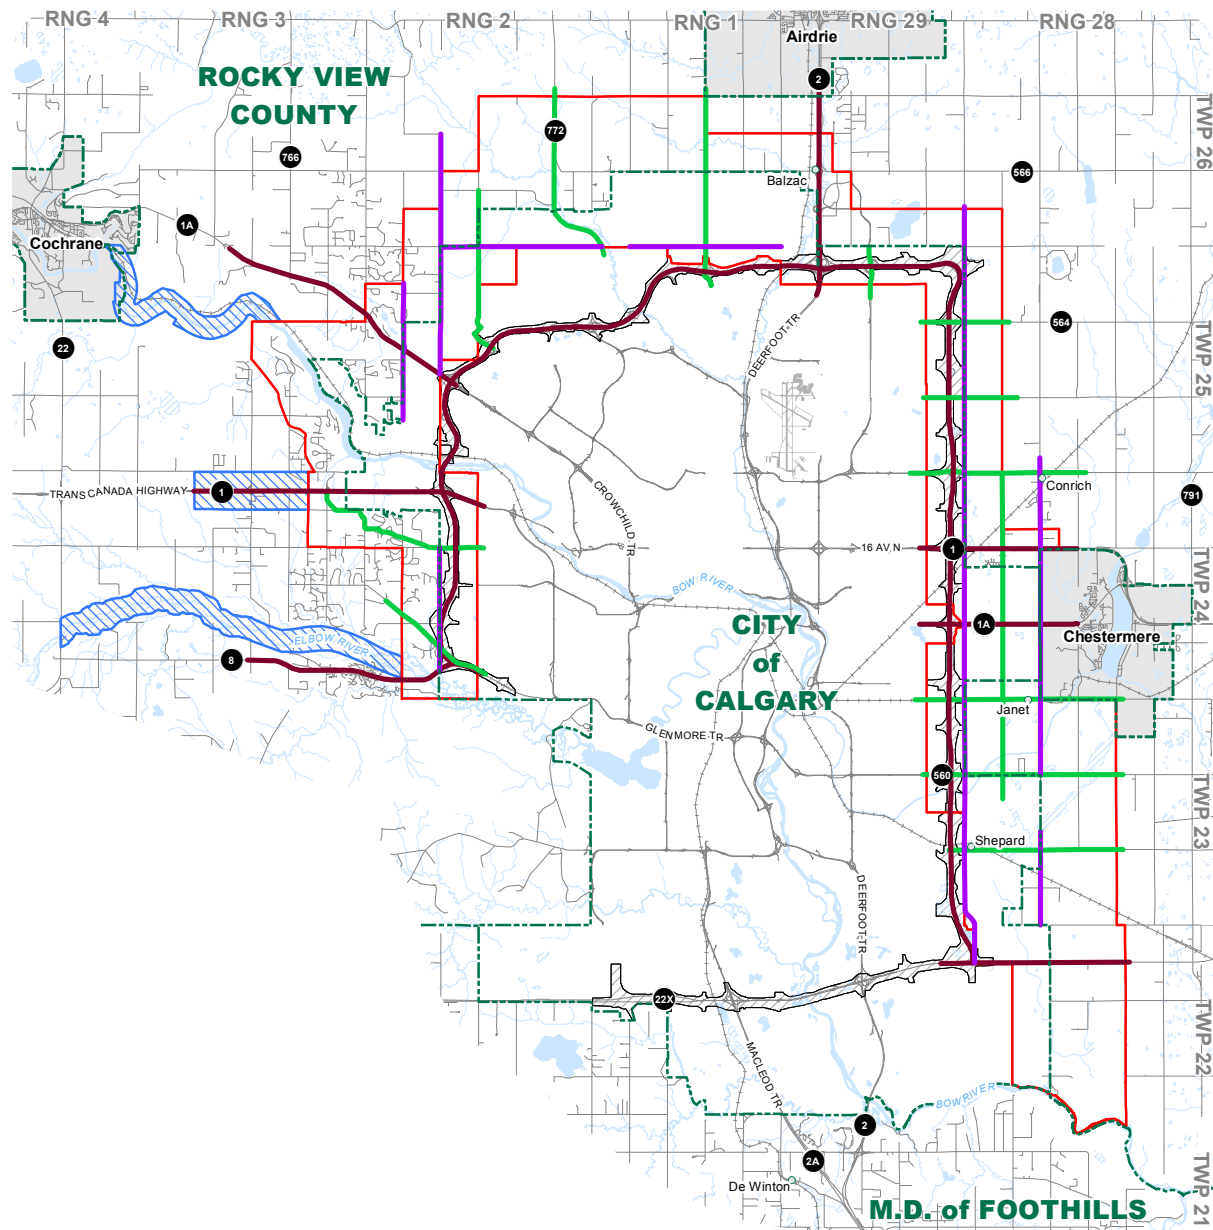 RNG 4
RNG 3
RNG 2
RNG 1
RNG 29
RNG 28
Airdrie
2
ROCKY VIEW
COUNTY
TWP 26
772
766
566
Balzac
1A
Cochrane
22
564
TWP 25
DEERFOOT TR
CROWCHILD TR
TRANS CANADA HIGHWAY
1
Conrich
791
16 AV N
1
TWP 24
BOW RIVER
ELBOW RIVER
8
CITY
of
CALGARY
1A
Chestermere
Janet
GLENMORE TR
560
TWP 23
Shepard
DEERFOOT TR
22X
MACLEOD TR
TWP 22
BOW RIVER
2
2A
De Winton
M.D. of FOOTHILLS
TWP 21